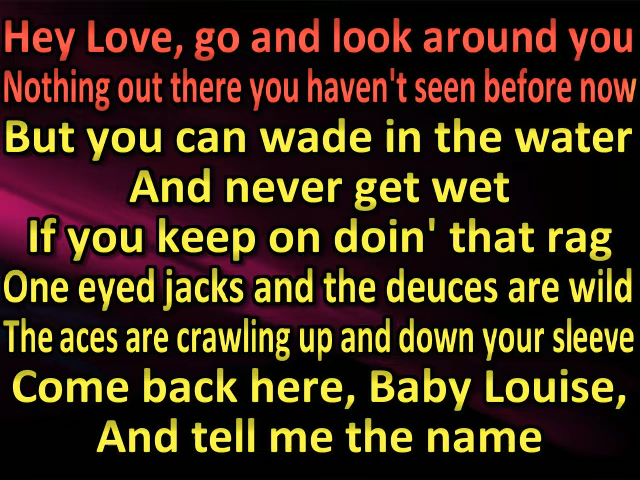 Hey Love, go and look around you
Nothing out there you haven't seen before now
But you can wade in the water
And never get wet
If you keep on doin' that rag
One eyed jacks and the deuces are wild
The aces are crawling up and down your sleeve
Come back here, Baby Louise,
And tell me the name